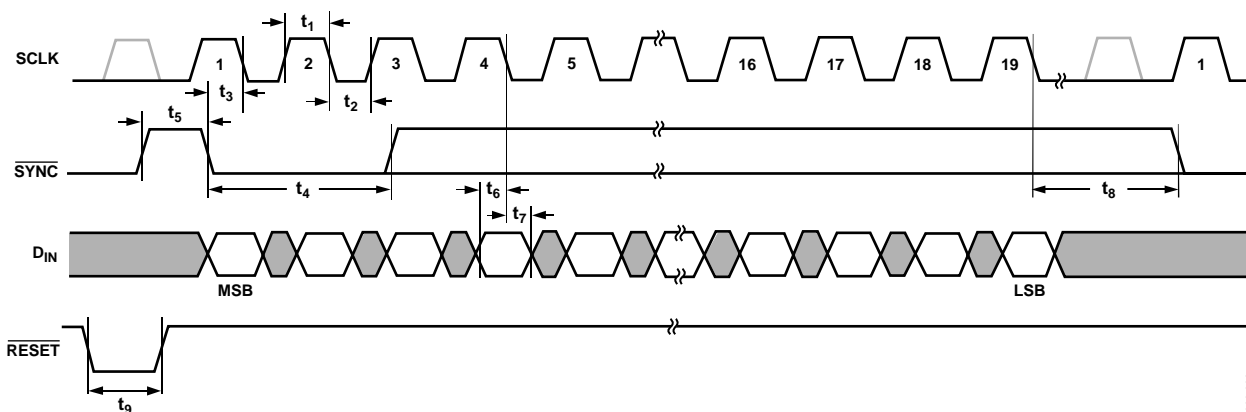 t1
SCLK
1 2 3 4 5 16 17 18 19 1
t3
t2
t5
SYNC
t4
t8
t6
t7
DIN
MSB
LSB
RESET
t9